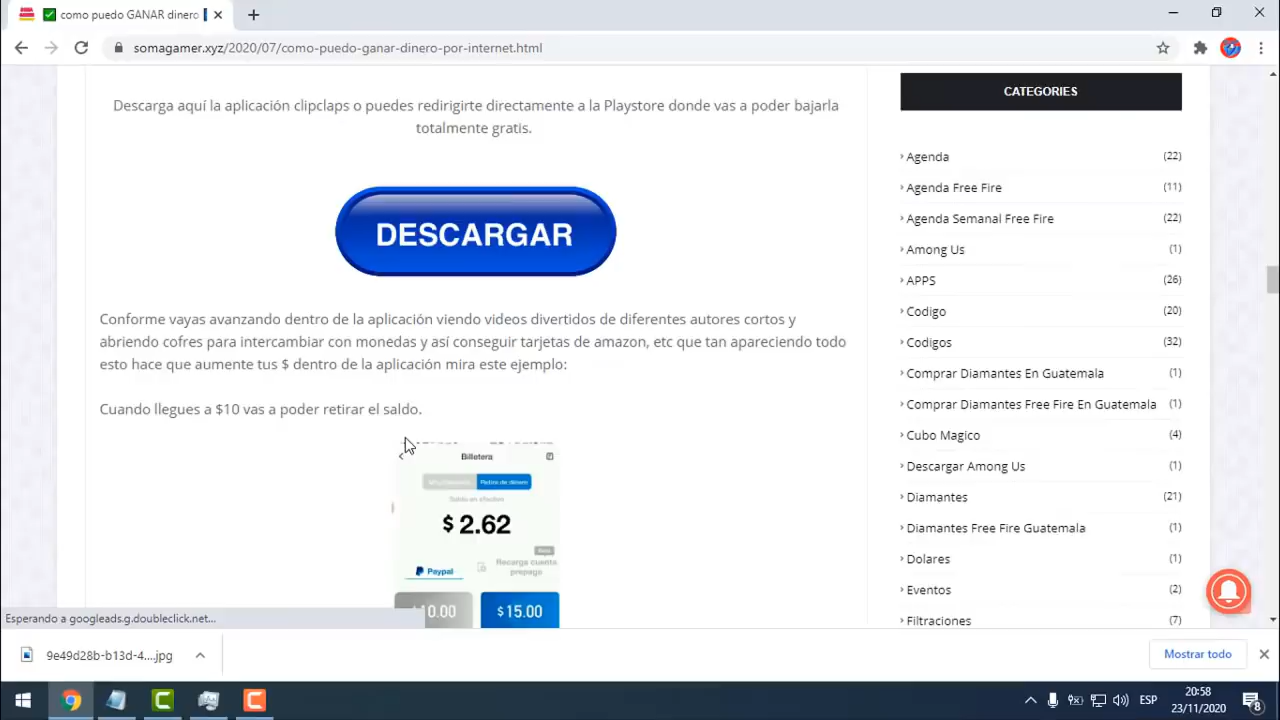 ✅ como puedo GANAR dinero
somagamer.xyz/2020/07/como-puedo-ganar-dinero-por-internet.html
Descarga aquí la aplicación clipclaps o puedes redirigirte directamente a la Playstore donde vas a poder bajarla
totalmente gratis.
DESCARGAR
Conforme vayas avanzando dentro de la aplicación viendo videos divertidos de diferentes autores cortos y
abriendo cofres para intercambiar con monedas y así conseguir tarjetas de amazon, etc que tan apareciendo todo
esto hace que aumente tus $ dentro de la aplicación mira este ejemplo:
Cuando llegues a $10 vas a poder retirar el saldo.
Billetera
Retiro de dinero
Saldo en efectivo
$ 2.62
Paypal
Recarga cuenta
prepago
$15.00
CATEGORIES
Agenda (22)
Agenda Free Fire (11)
Agenda Semanal Free Fire (22)
Among Us (1)
APPS (26)
Codigo (20)
Codigos (32)
Comprar Diamantes En Guatemala (1)
Comprar Diamantes Free Fire En Guatemala (1)
Cubo Magico (4)
Descargar Among Us (1)
Diamantes (21)
Diamantes Free Fire Guatemala (1)
Dolares (1)
Eventos (2)
Filtraciones (7)
Esperando a googleads.g.doubleclick.net...
9e49d28b-b13d-4....jpg
Mostrar todo
ESP
20:58
23/11/2020
8